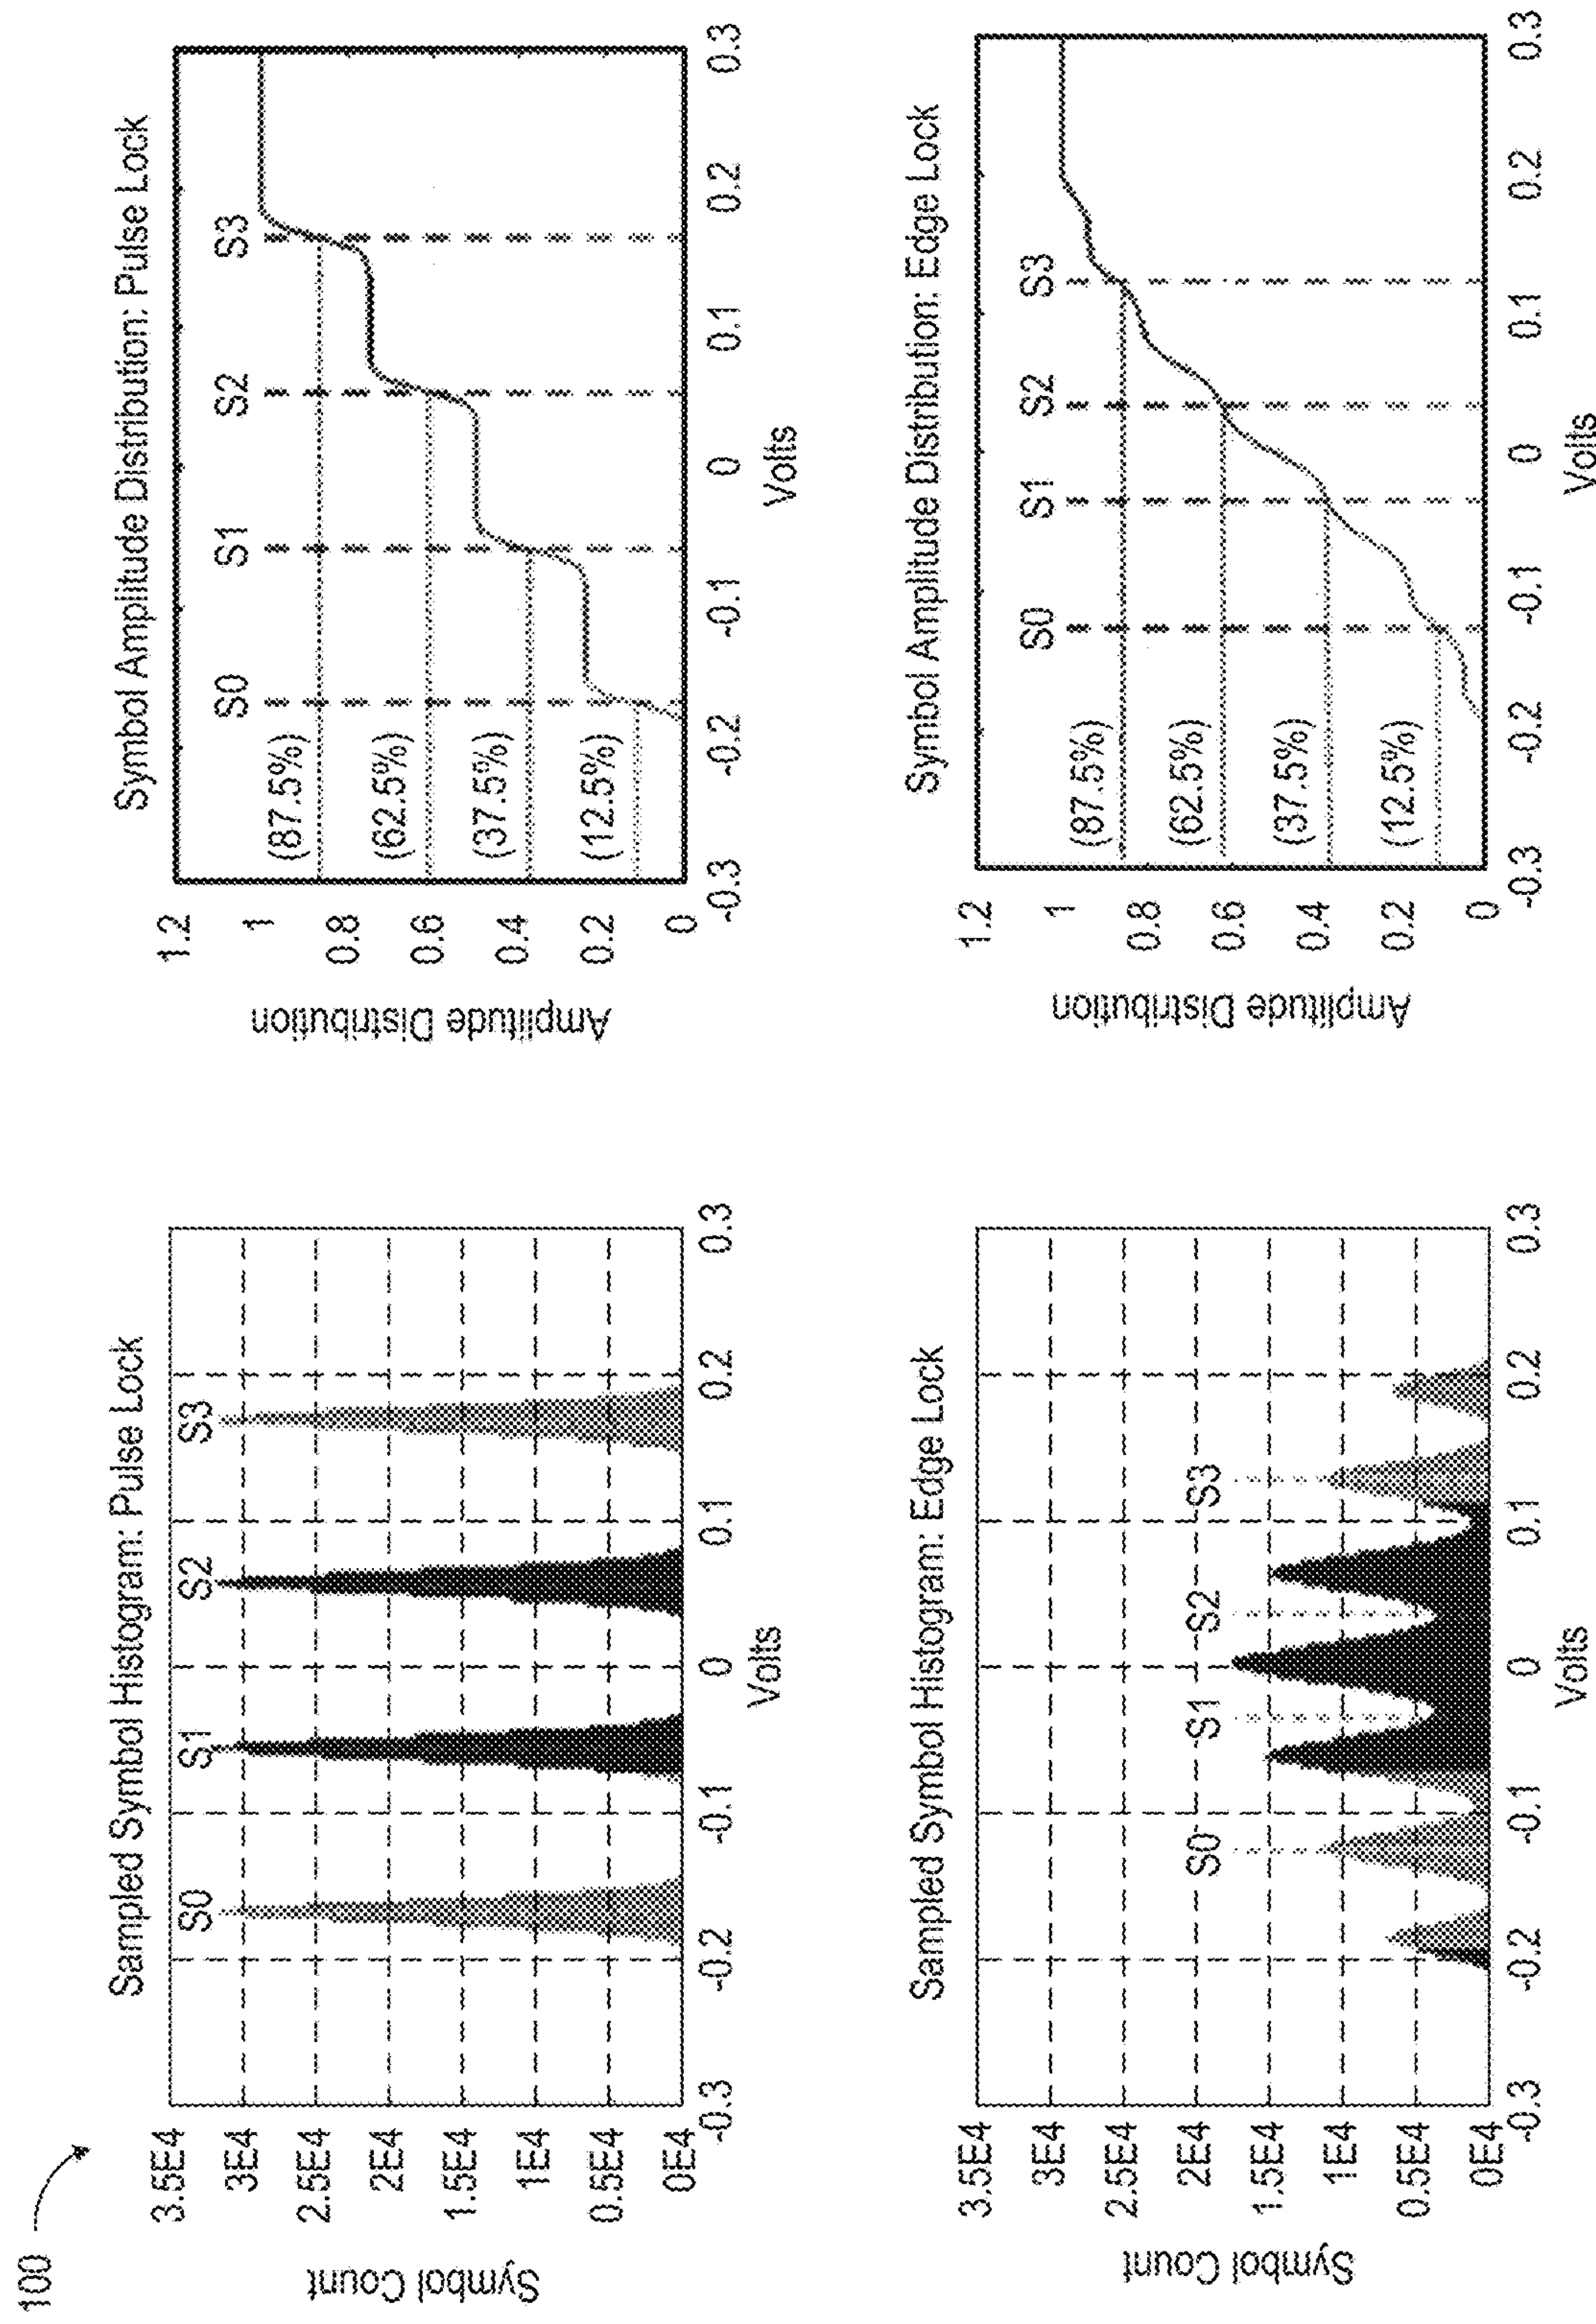 100
Sampled Symbol Histogram: Pulse Lock
Symbol Count
3.5E4
3E4
2.5E4
2E4
1.5E4
1E4
0.5E4
0E4
S0
S1
S2
S3
-0.3
-0.2
-0.1
0
0.1
0.2
0.3
Volts
Symbol Amplitude Distribution: Pulse Lock
Amplitude Distribution
1.2
1
0.8
0.6
0.4
0.2
0
S0
S1
S2
S3
(87.5%)
(62.5%)
(37.5%)
(12.5%)
-0.3
-0.2
-0.1
0
0.1
0.2
0.3
Volts
Sampled Symbol Histogram: Edge Lock
Symbol Count
3.5E4
3E4
2.5E4
2E4
1.5E4
1E4
0.5E4
0E4
S0
S1
S2
S3
-0.3
-0.2
-0.1
0
0.1
0.2
0.3
Volts
Symbol Amplitude Distribution: Edge Lock
Amplitude Distribution
1.2
1
0.8
0.6
0.4
0.2
0
S0
S1
S2
S3
(87.5%)
(62.5%)
(37.5%)
(12.5%)
-0.3
-0.2
-0.1
0
0.1
0.2
0.3
Volts